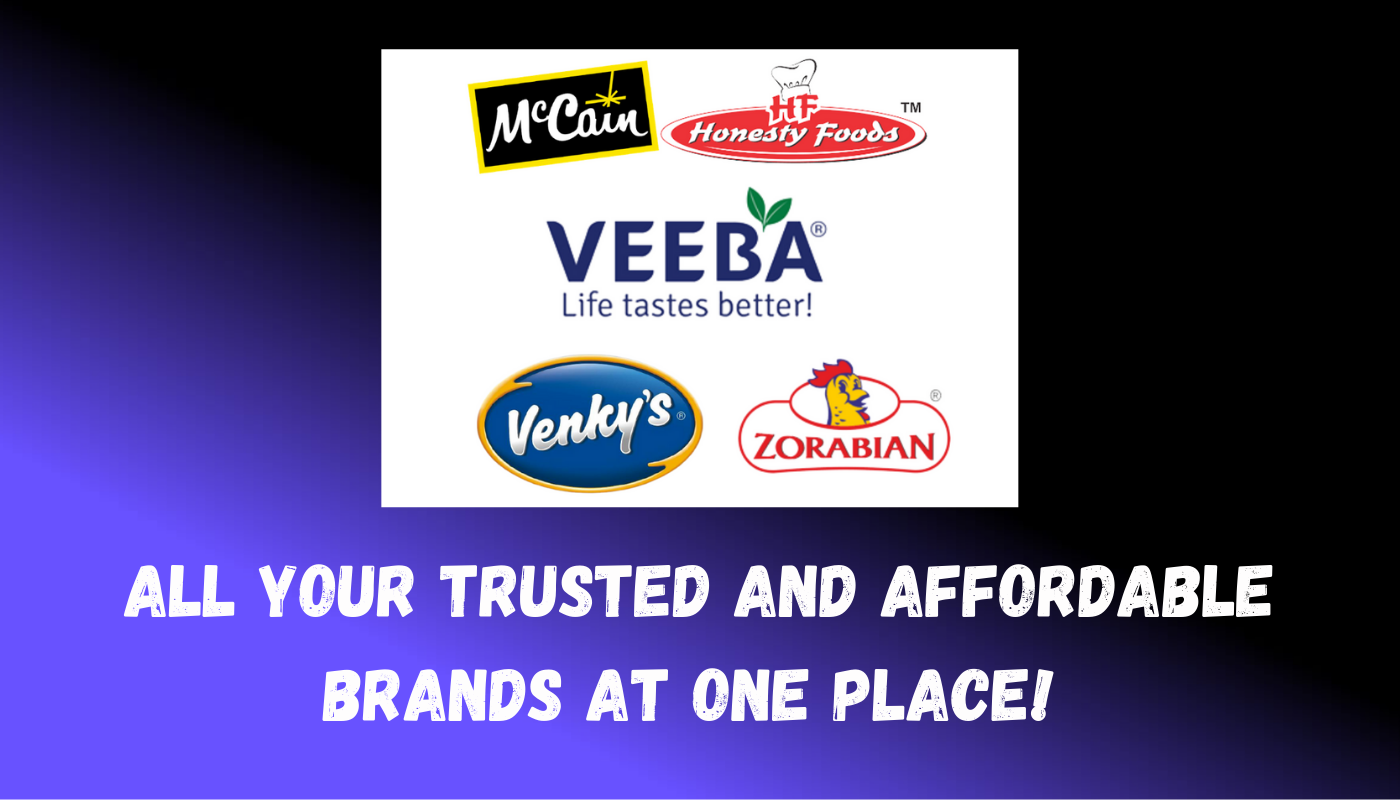 McCain
HF
Honesty Foods
TM
VEEBA®
Life tastes better!
Venky's®
ZORABIAN®
ALL YOUR TRUSTED AND AFFORDABLE
BRANDS AT ONE PLACE!